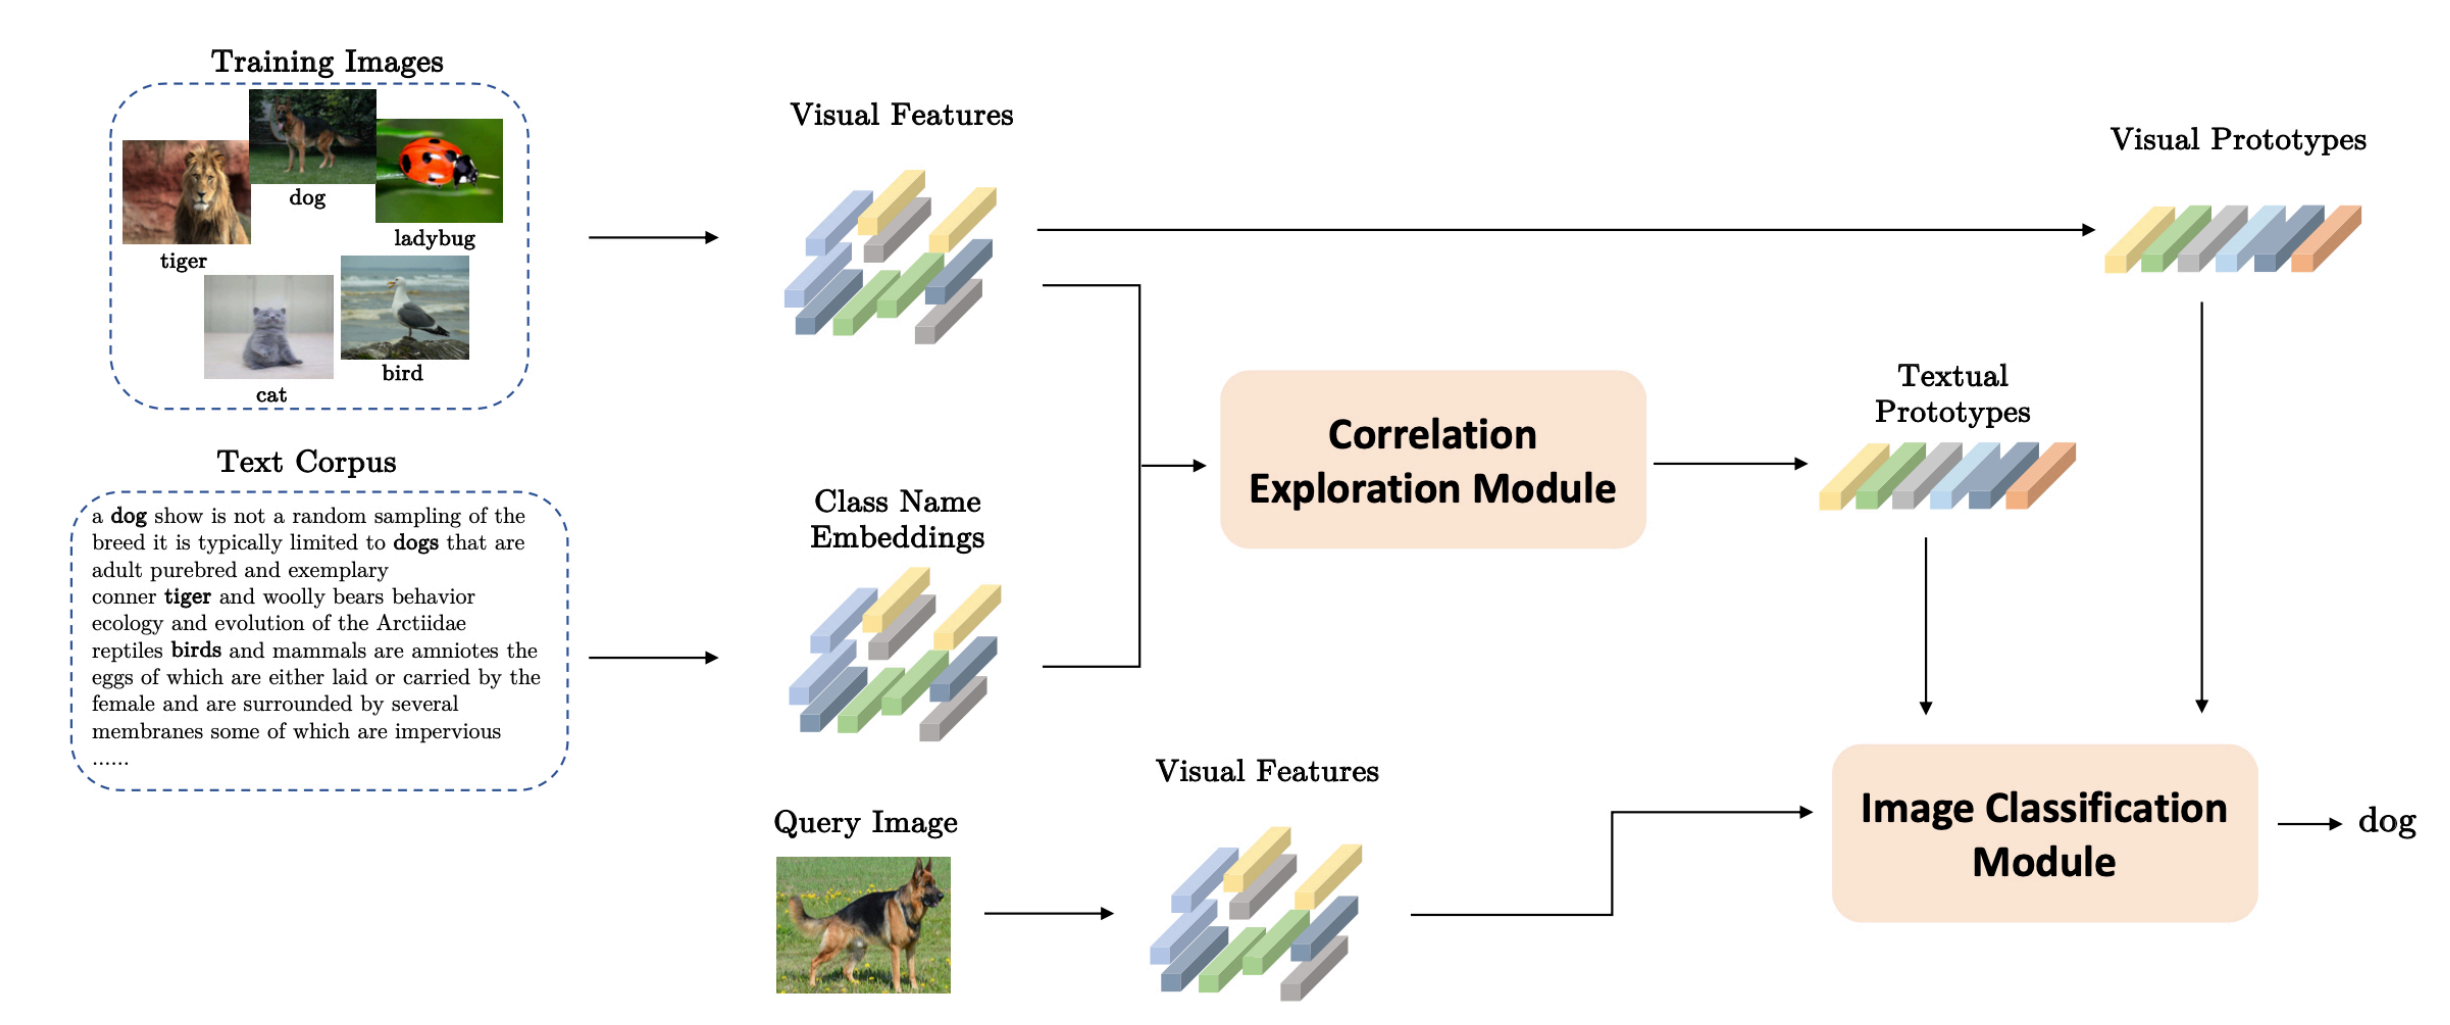 Training Images
dog
ladybug
tiger
bird
cat
Text Corpus
a dog show is not a random sampling of the
breed it is typically limited to dogs that are
adult purebred and exemplary
conner tiger and woolly bears behavior
ecology and evolution of the Arctiidae
reptiles birds and mammals are amniotes the
eggs of which are either laid or carried by the
female and are surrounded by several
membranes some of which are impervious
......
Visual Features
Class Name
Embeddings
Query Image
Visual Features
Correlation
Exploration Module
Textual
Prototypes
Visual Prototypes
Image Classification
Module
dog